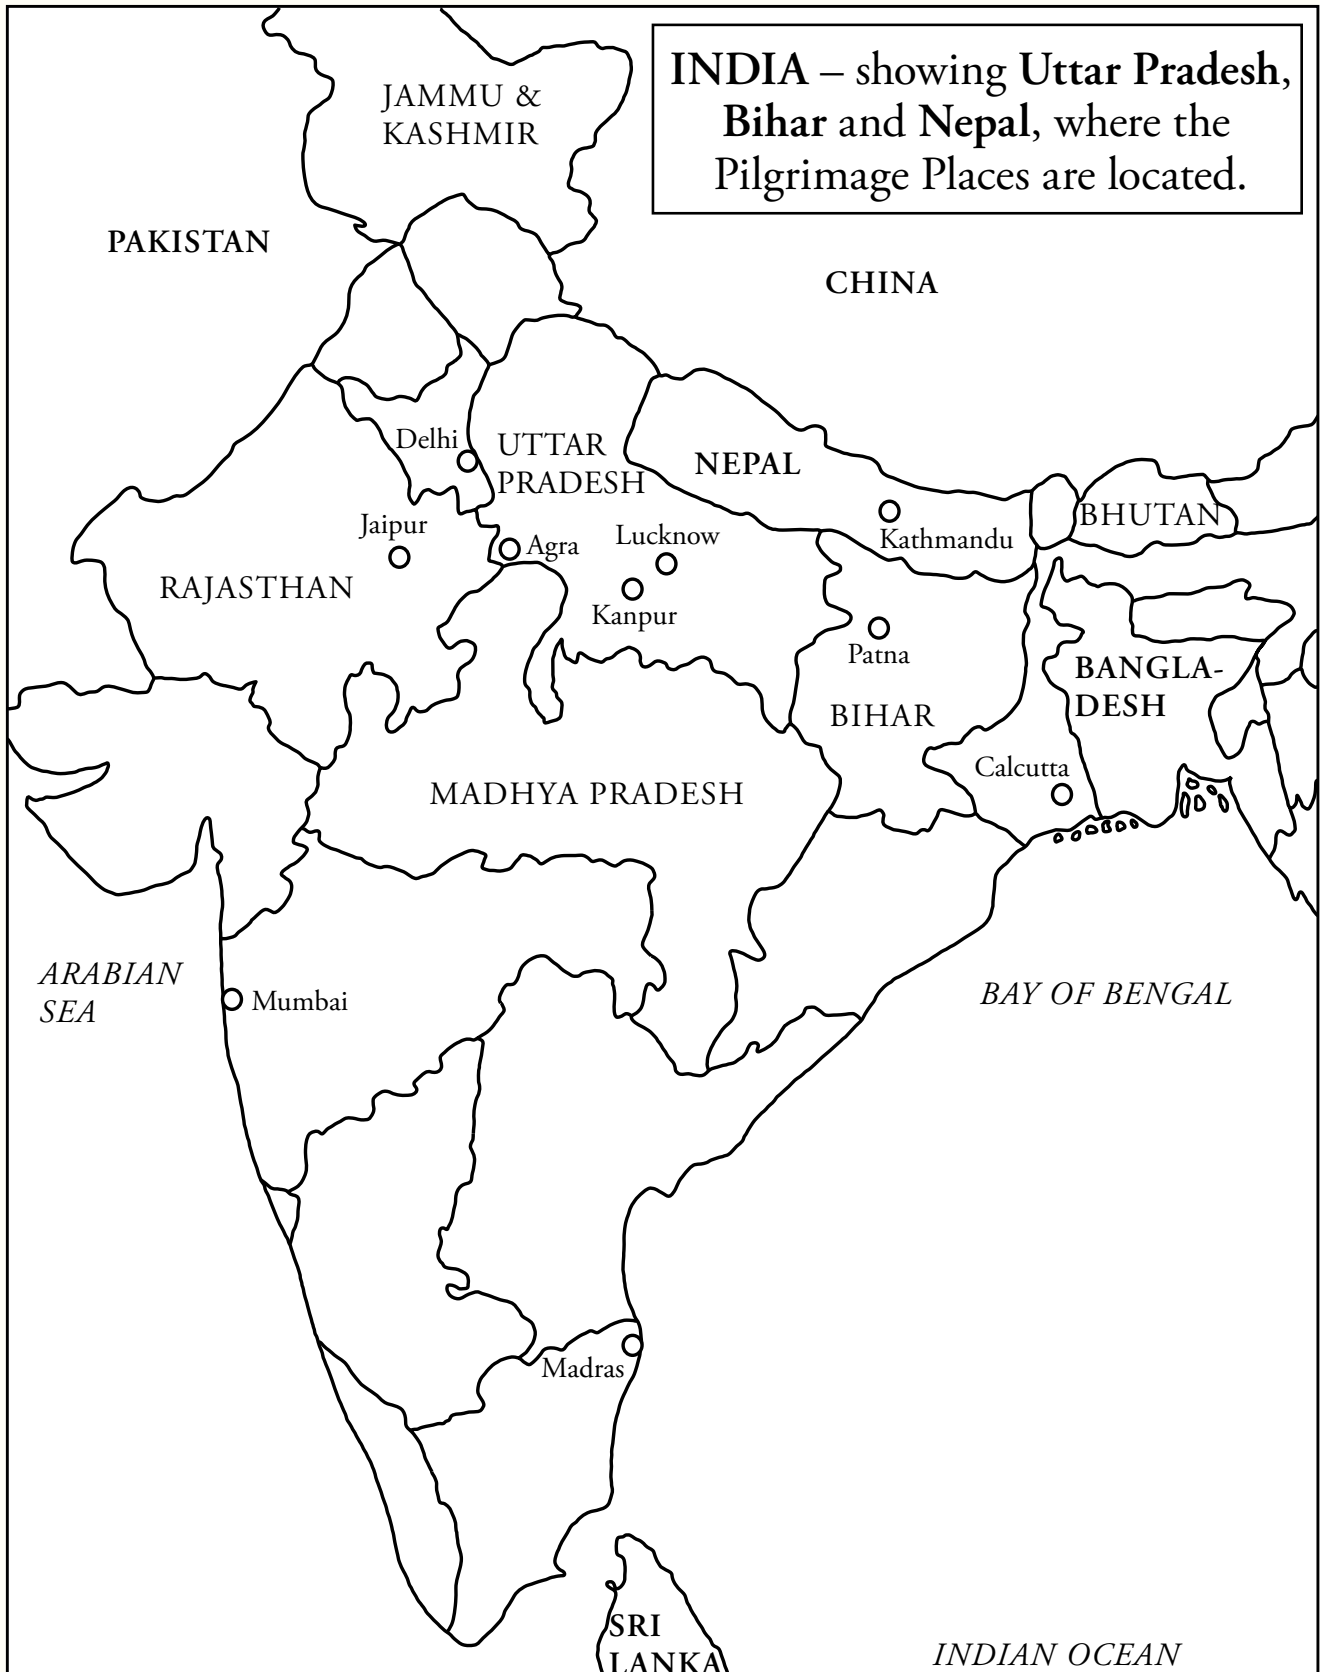 INDIA – showing Uttar Pradesh,
Bihar and Nepal, where the
Pilgrimage Places are located.
JAMMU &
KASHMIR
PAKISTAN
CHINA
Delhi
UTTAR
PRADESH
NEPAL
Kathmandu
BHUTAN
Jaipur
Agra
Lucknow
RAJASTHAN
Kanpur
Patna
BANGLA-
DESH
BIHAR
Calcutta
MADHYA PRADESH
ARABIAN
SEA
Mumbai
BAY OF BENGAL
Madras
SRI
LANKA
INDIAN OCEAN